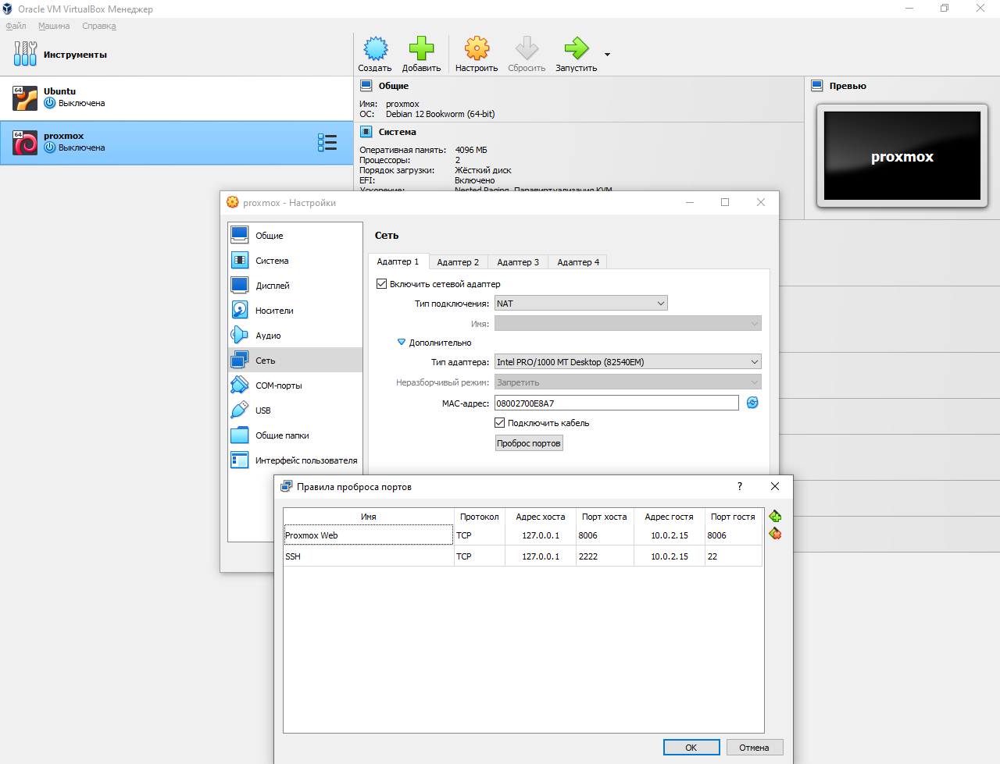 Oracle VM VirtualBox Менеджер
Файл Машина Справка
Инструменты
Создать Добавить Настроить Сбросить Запустить
64 Ubuntu
Выключена
64 proxmox
Выключена
Общие
Имя: proxmox
ОС: Debian 12 Bookworm (64-bit)
Система
Оперативная память: 4096 МБ
Процессоры: 2
Порядок загрузки: Жёсткий диск
EFI: Включено
Ускорение: Nested Paging, Паравиртуализация KVM
Превью
proxmox
proxmox - Настройки
Общие
Система
Дисплей
Носители
Аудио
Сеть
COM-порты
USB
Общие папки
Интерфейс пользователя
Сеть
Адаптер 1 Адаптер 2 Адаптер 3 Адаптер 4
Включить сетевой адаптер
Тип подключения: NAT
Имя:
Дополнительно
Тип адаптера: Intel PRO/1000 MT Desktop (82540EM)
Неразборчивый режим: Запретить
MAC-адрес: 08002700E8A7
Подключить кабель
Проброс портов
Правила проброса портов ?
Имя Протокол Адрес хоста Порт хоста Адрес гостя Порт гостя
Proxmox Web TCP 127.0.0.1 8006 10.0.2.15 8006
SSH TCP 127.0.0.1 2222 10.0.2.15 22
OK Отмена